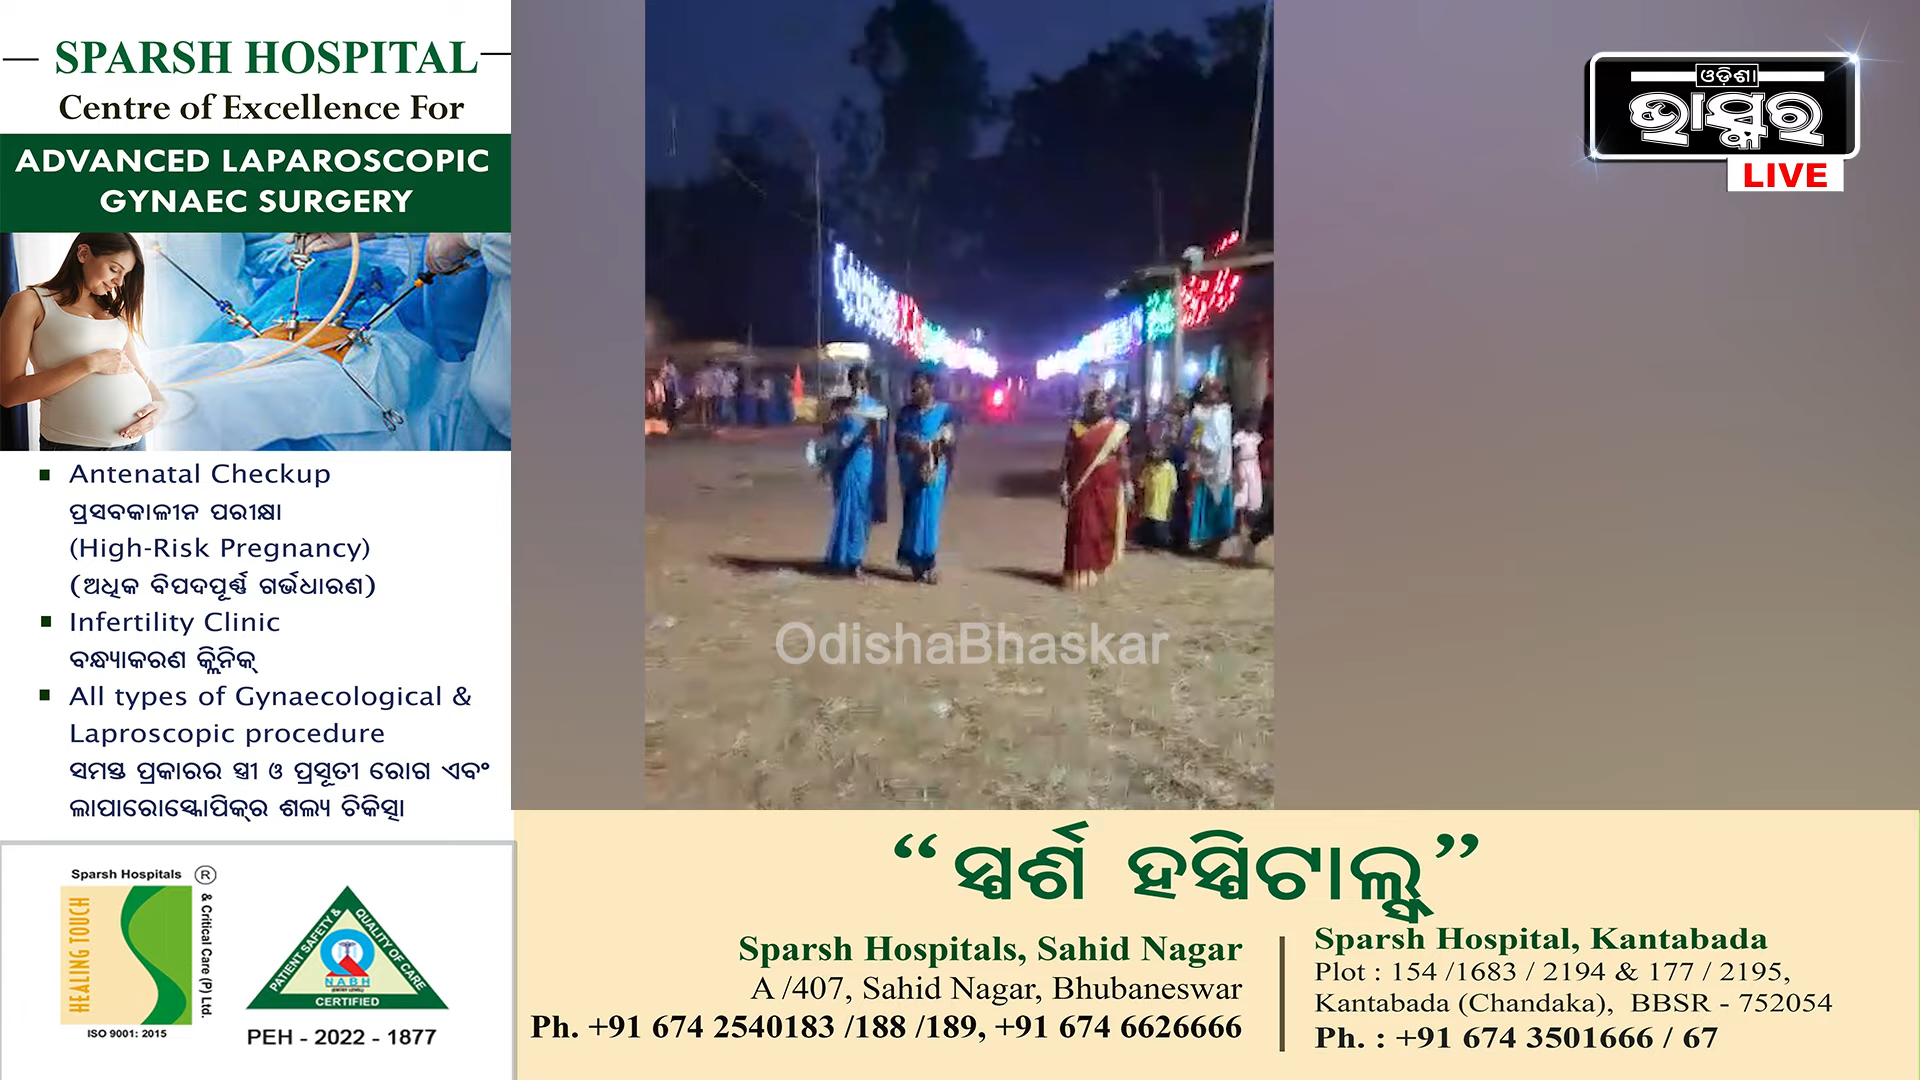 SPARSH HOSPITAL
Centre of Excellence For
ADVANCED LAPAROSCOPIC
GYNAEC SURGERY
Antenatal Checkup
ପ୍ରସବକାଳୀନ ପରୀକ୍ଷା
(High-Risk Pregnancy)
(ଅଧିକ ବିପଦପୂର୍ଣ୍ଣ ଗର୍ଭଧାରଣ)
Infertility Clinic
ବନ୍ଧ୍ୟାକରଣ କ୍ଲିନିକ୍
All types of Gynaecological &
Laproscopic procedure
ସମସ୍ତ ପ୍ରକାରର ସ୍ତ୍ରୀ ଓ ପ୍ରସୂତୀ ରୋଗ ଏବଂ
ଲାପାରୋସ୍କୋପିକ୍‌ର ଶଲ୍ୟ ଚିକିତ୍ସା
Sparsh Hospitals ®
HEALING TOUCH
& Critical Care (P) Ltd.
ISO 9001: 2015
PATIENT SAFETY & QUALITY OF CARE
NABH
(ENTRY LEVEL)
CERTIFIED
PEH - 2022 - 1877
ଓଡ଼ିଶା
ଭାସ୍କର
LIVE
OdishaBhaskar
“ସ୍ପର୍ଶ ହସ୍ପିଟାଲ୍ସ୍”
Sparsh Hospitals, Sahid Nagar
A /407, Sahid Nagar, Bhubaneswar
Ph. +91 674 2540183 /188 /189, +91 674 6626666
Sparsh Hospital, Kantabada
Plot : 154 /1683 / 2194 & 177 / 2195,
Kantabada (Chandaka), BBSR - 752054
Ph. : +91 674 3501666 / 67